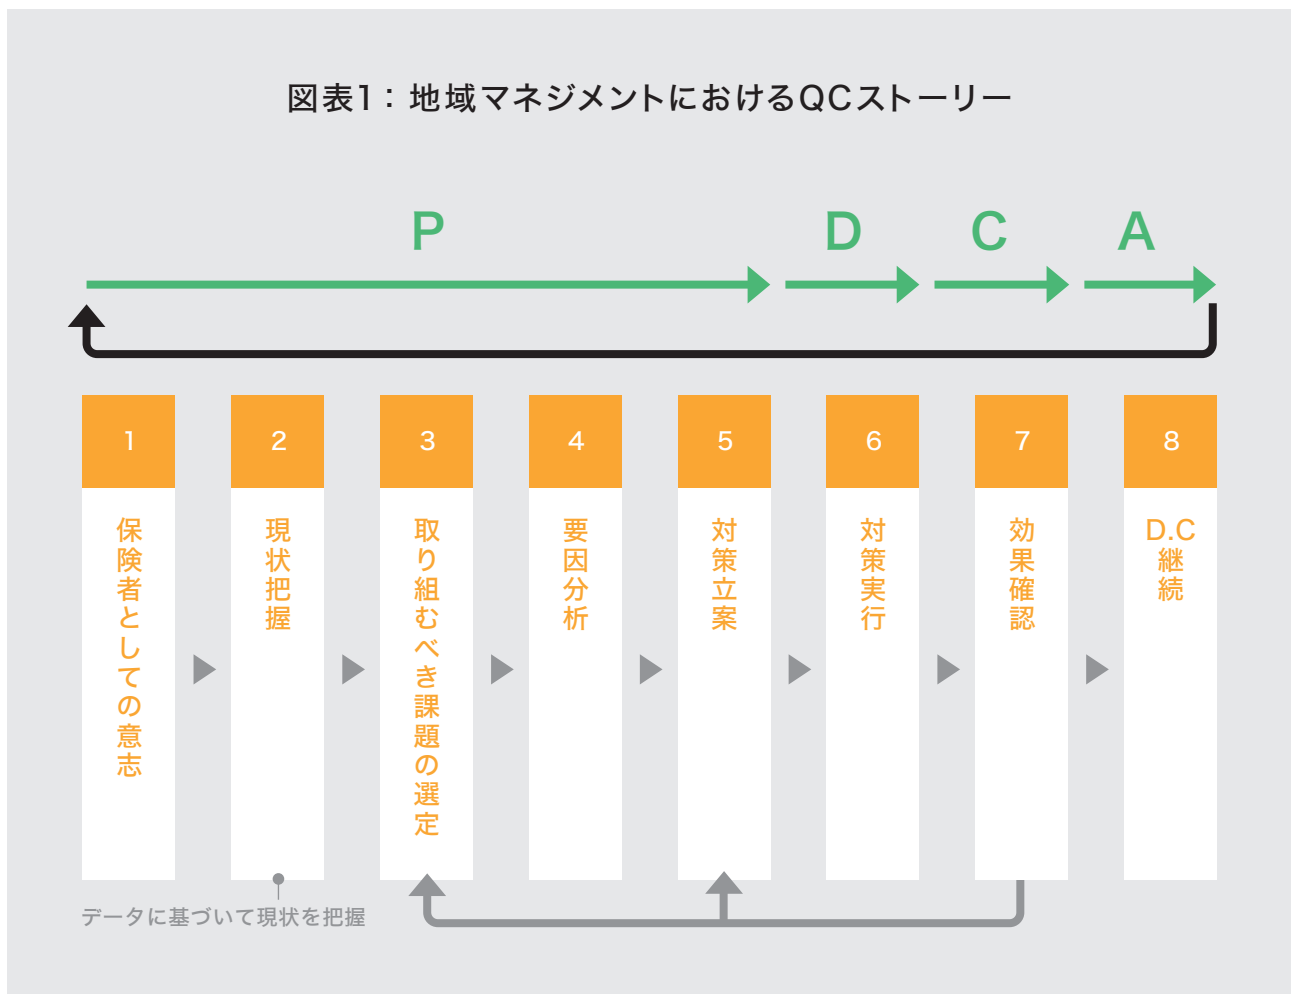 図表1：地域マネジメントにおけるQCストーリー
P
D
C
A
1
保険者としての意志
2
現状把握
3
取り組むべき課題の選定
4
要因分析
5
対策立案
6
対策実行
7
効果確認
8
D.C
継続
データに基づいて現状を把握